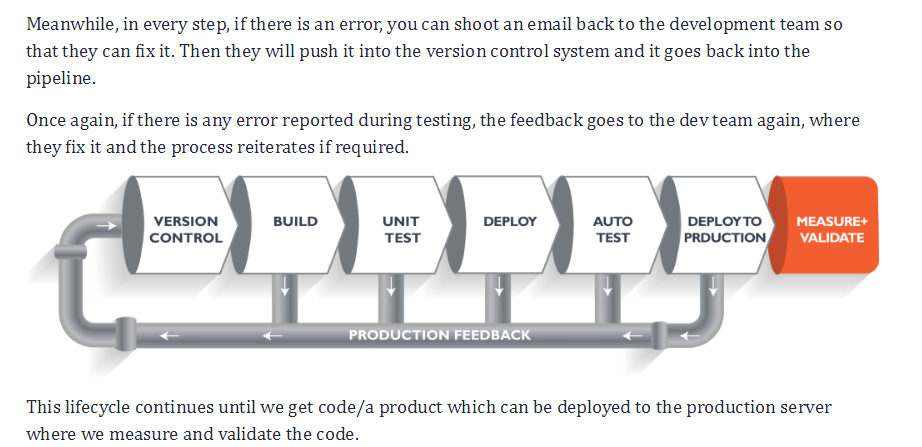 Meanwhile, in every step, if there is an error, you can shoot an email back to the development team so
that they can fix it. Then they will push it into the version control system and it goes back into the
pipeline.
Once again, if there is any error reported during testing, the feedback goes to the dev team again, where
they fix it and the process reiterates if required.
VERSION
CONTROL
BUILD
UNIT
TEST
DEPLOY
AUTO
TEST
DEPLOY TO
PRDUCTION
MEASURE+
VALIDATE
PRODUCTION FEEDBACK
This lifecycle continues until we get code/a product which can be deployed to the production server
where we measure and validate the code.